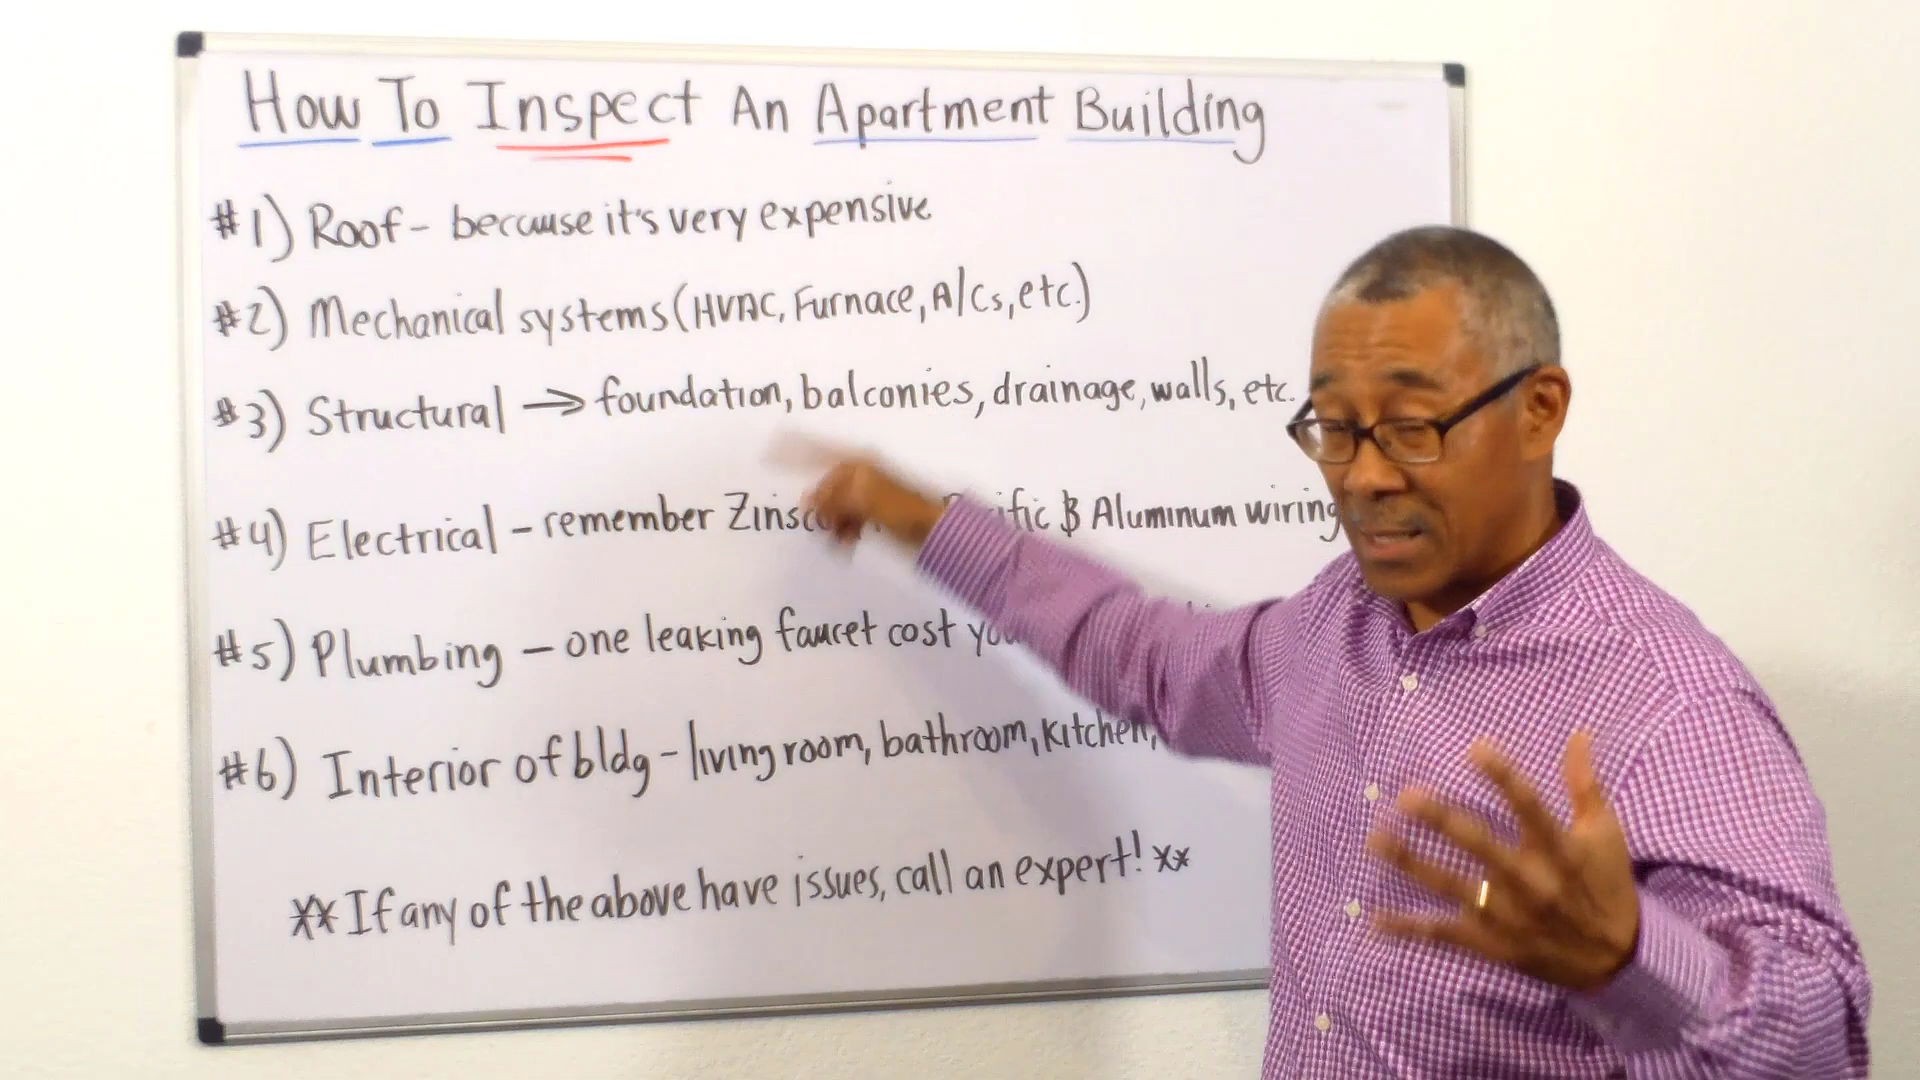 How To Inspect An Apartment Building
#1) Roof - because it's very expensive
#2) Mechanical systems (HVAC, Furnace, A/Cs, etc.)
#3) Structural → foundation, balconies, drainage, walls, etc.
#4) Electrical - remember & Aluminum wiring
#5) Plumbing - one leaking faucet cost
#6) Interior of bldg - living room, bathroom, kitchen,
** If any of the above have issues, call an expert! **